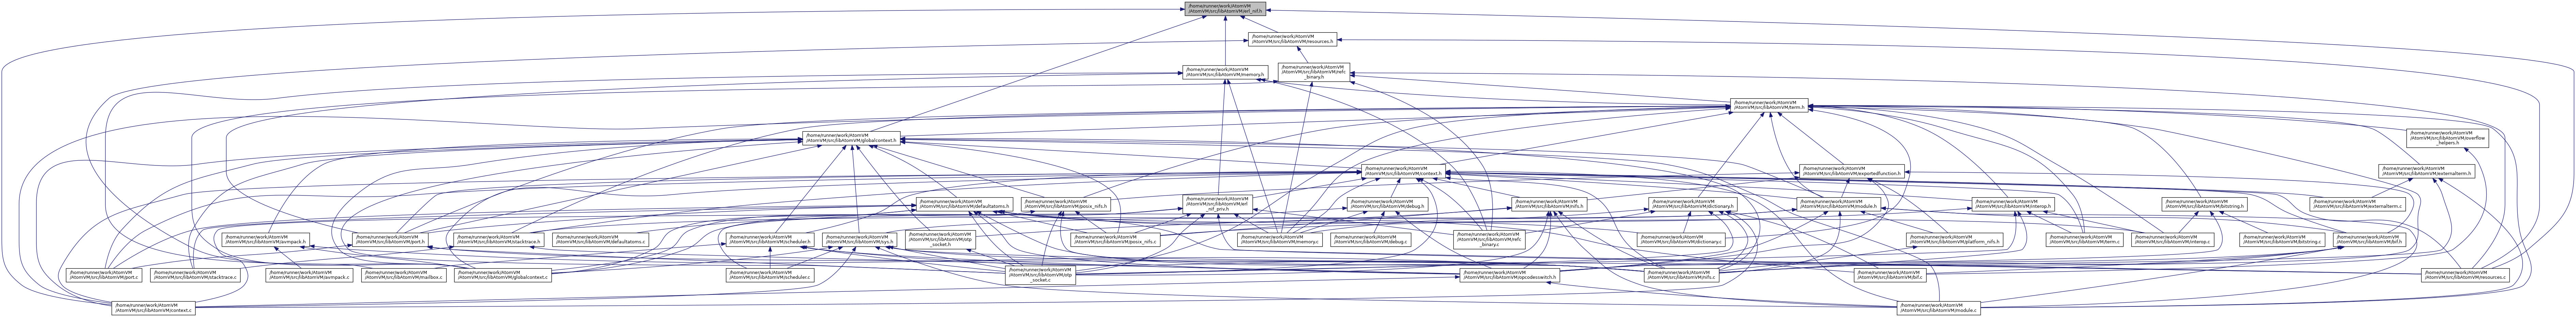 /home/runner/work/AtomVM
/AtomVM/src/libAtomVM/erl_nif.h
/home/runner/work/AtomVM
/AtomVM/src/libAtomVM/resources.h
/home/runner/work/AtomVM
/AtomVM/src/libAtomVM/memory.h
/home/runner/work/AtomVM
/AtomVM/src/libAtomVM/refc
_binary.h
/home/runner/work/AtomVM
/AtomVM/src/libAtomVM/term.h
/home/runner/work/AtomVM
/AtomVM/src/libAtomVM/globalcontext.h
/home/runner/work/AtomVM
/AtomVM/src/libAtomVM/overflow
_helpers.h
/home/runner/work/AtomVM
/AtomVM/src/libAtomVM/context.h
/home/runner/work/AtomVM
/AtomVM/src/libAtomVM/exportedfunction.h
/home/runner/work/AtomVM
/AtomVM/src/libAtomVM/externalterm.h
/home/runner/work/AtomVM
/AtomVM/src/libAtomVM/defaultatoms.h
/home/runner/work/AtomVM
/AtomVM/src/libAtomVM/posix_nifs.h
/home/runner/work/AtomVM
/AtomVM/src/libAtomVM/erl
_nif_priv.h
/home/runner/work/AtomVM
/AtomVM/src/libAtomVM/debug.h
/home/runner/work/AtomVM
/AtomVM/src/libAtomVM/nifs.h
/home/runner/work/AtomVM
/AtomVM/src/libAtomVM/dictionary.h
/home/runner/work/AtomVM
/AtomVM/src/libAtomVM/module.h
/home/runner/work/AtomVM
/AtomVM/src/libAtomVM/interop.h
/home/runner/work/AtomVM
/AtomVM/src/libAtomVM/bitstring.h
/home/runner/work/AtomVM
/AtomVM/src/libAtomVM/externalterm.c
/home/runner/work/AtomVM
/AtomVM/src/libAtomVM/avmpack.h
/home/runner/work/AtomVM
/AtomVM/src/libAtomVM/port.h
/home/runner/work/AtomVM
/AtomVM/src/libAtomVM/stacktrace.h
/home/runner/work/AtomVM
/AtomVM/src/libAtomVM/defaultatoms.c
/home/runner/work/AtomVM
/AtomVM/src/libAtomVM/scheduler.h
/home/runner/work/AtomVM
/AtomVM/src/libAtomVM/sys.h
/home/runner/work/AtomVM
/AtomVM/src/libAtomVM/otp
_socket.h
/home/runner/work/AtomVM
/AtomVM/src/libAtomVM/posix_nifs.c
/home/runner/work/AtomVM
/AtomVM/src/libAtomVM/memory.c
/home/runner/work/AtomVM
/AtomVM/src/libAtomVM/debug.c
/home/runner/work/AtomVM
/AtomVM/src/libAtomVM/refc
_binary.c
/home/runner/work/AtomVM
/AtomVM/src/libAtomVM/dictionary.c
/home/runner/work/AtomVM
/AtomVM/src/libAtomVM/platform_nifs.h
/home/runner/work/AtomVM
/AtomVM/src/libAtomVM/term.c
/home/runner/work/AtomVM
/AtomVM/src/libAtomVM/interop.c
/home/runner/work/AtomVM
/AtomVM/src/libAtomVM/bitstring.c
/home/runner/work/AtomVM
/AtomVM/src/libAtomVM/bif.h
/home/runner/work/AtomVM
/AtomVM/src/libAtomVM/port.c
/home/runner/work/AtomVM
/AtomVM/src/libAtomVM/stacktrace.c
/home/runner/work/AtomVM
/AtomVM/src/libAtomVM/avmpack.c
/home/runner/work/AtomVM
/AtomVM/src/libAtomVM/mailbox.c
/home/runner/work/AtomVM
/AtomVM/src/libAtomVM/globalcontext.c
/home/runner/work/AtomVM
/AtomVM/src/libAtomVM/scheduler.c
/home/runner/work/AtomVM
/AtomVM/src/libAtomVM/otp
_socket.c
/home/runner/work/AtomVM
/AtomVM/src/libAtomVM/opcodesswitch.h
/home/runner/work/AtomVM
/AtomVM/src/libAtomVM/nifs.c
/home/runner/work/AtomVM
/AtomVM/src/libAtomVM/bif.c
/home/runner/work/AtomVM
/AtomVM/src/libAtomVM/resources.c
/home/runner/work/AtomVM
/AtomVM/src/libAtomVM/context.c
/home/runner/work/AtomVM
/AtomVM/src/libAtomVM/module.c